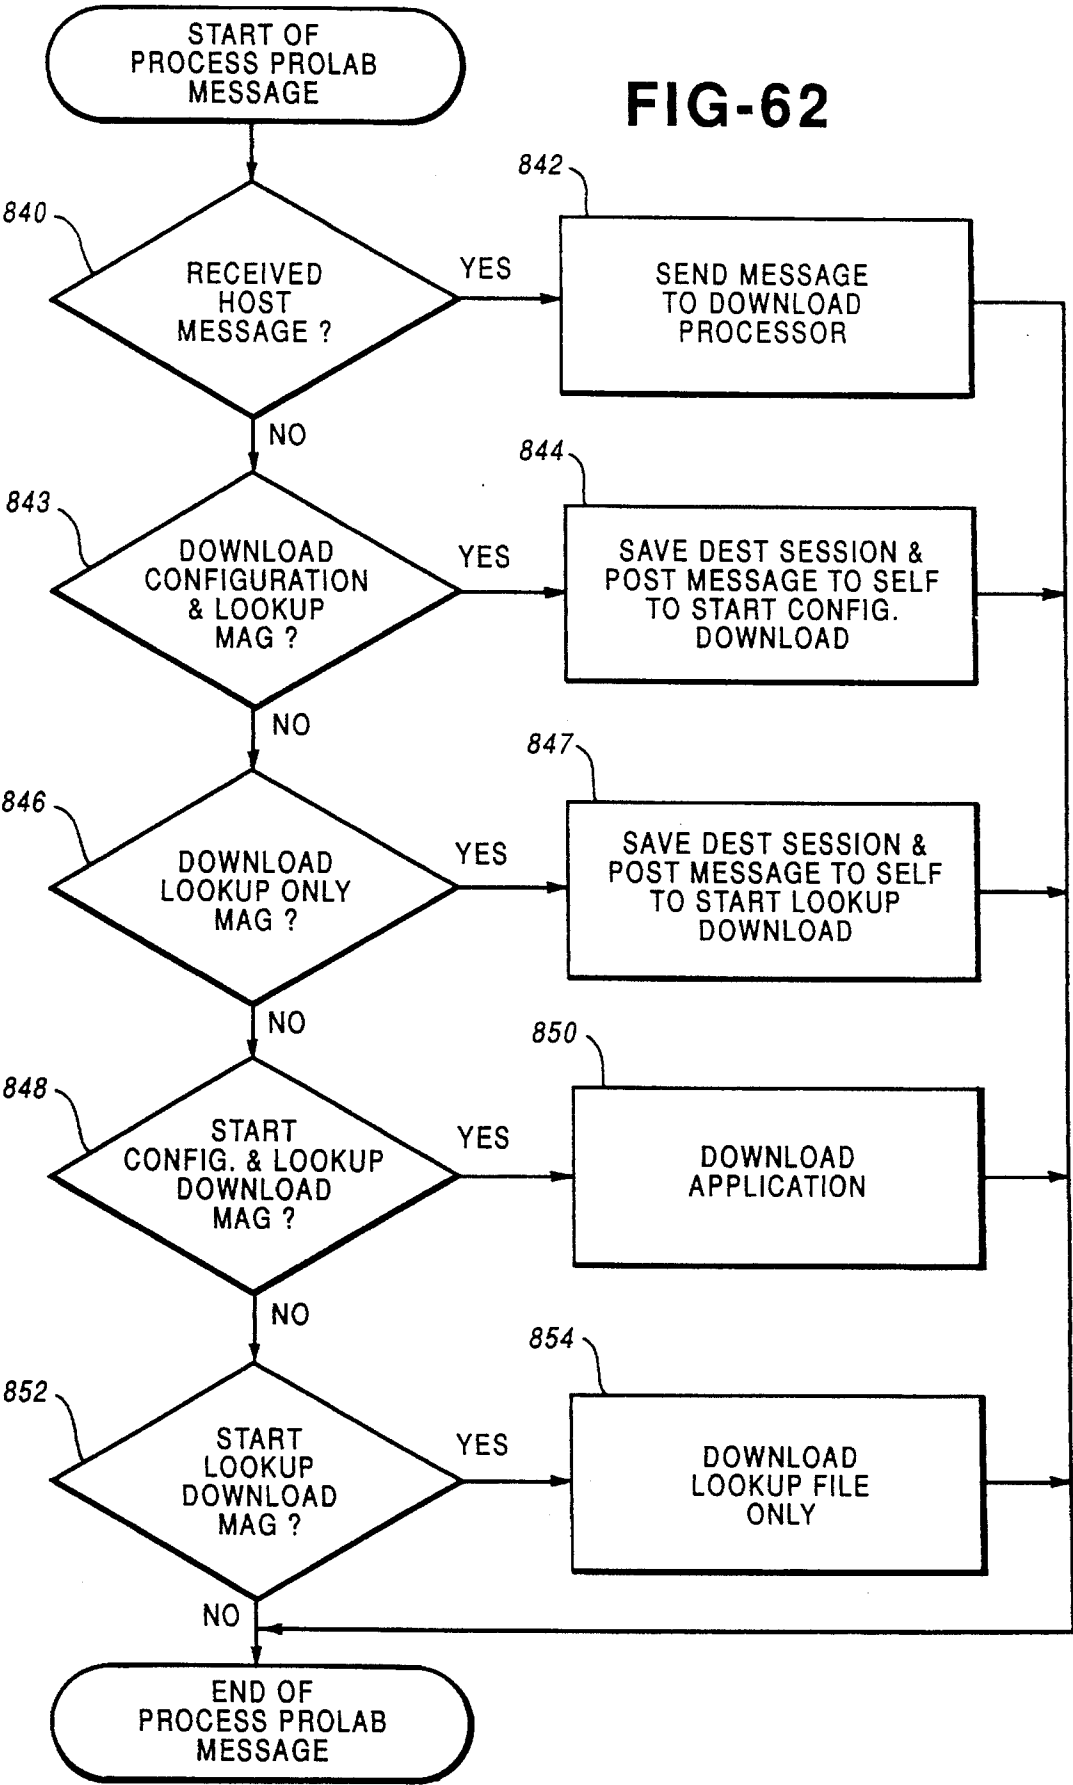 START OF
PROCESS PROLAB
MESSAGE
FIG-62
840
RECEIVED
HOST
MESSAGE ?
YES
842
SEND MESSAGE
TO DOWNLOAD
PROCESSOR
NO
843
DOWNLOAD
CONFIGURATION
& LOOKUP
MAG ?
YES
844
SAVE DEST SESSION &
POST MESSAGE TO SELF
TO START CONFIG.
DOWNLOAD
NO
846
DOWNLOAD
LOOKUP ONLY
MAG ?
YES
847
SAVE DEST SESSION &
POST MESSAGE TO SELF
TO START LOOKUP
DOWNLOAD
NO
848
START
CONFIG. & LOOKUP
DOWNLOAD
MAG ?
YES
850
DOWNLOAD
APPLICATION
NO
852
START
LOOKUP
DOWNLOAD
MAG ?
YES
854
DOWNLOAD
LOOKUP FILE
ONLY
NO
END OF
PROCESS PROLAB
MESSAGE